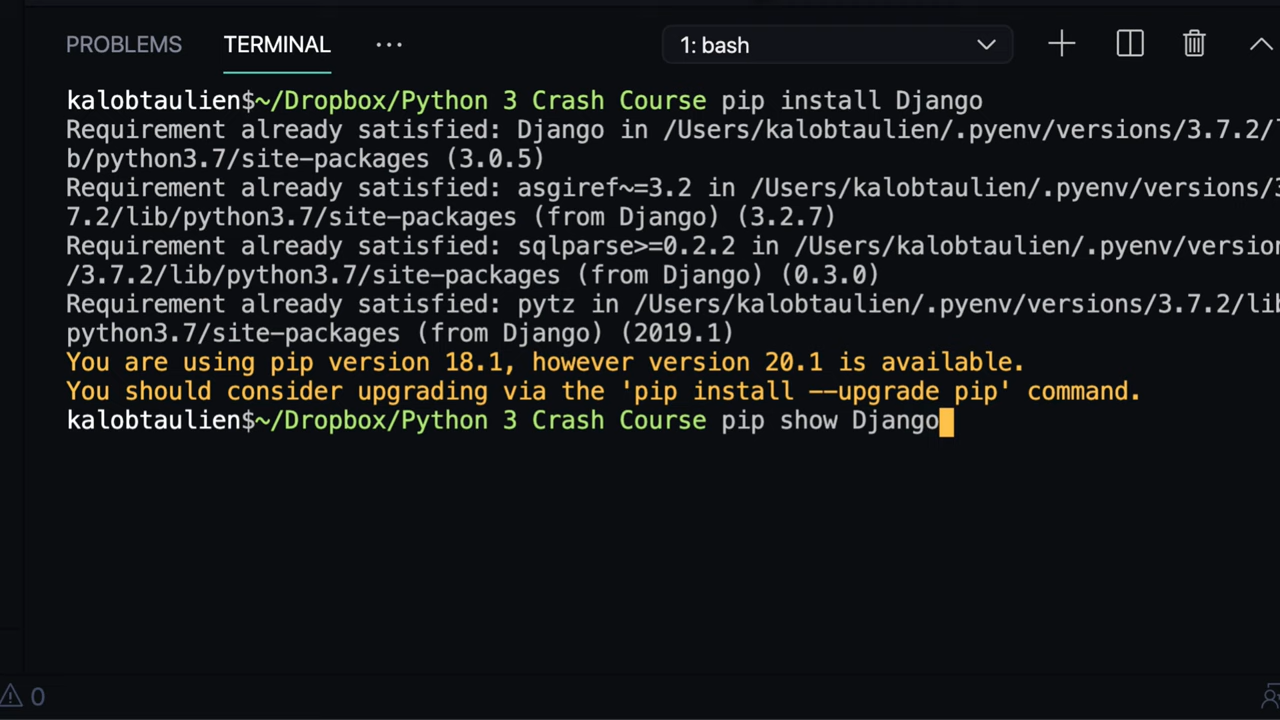 PROBLEMS TERMINAL ··· 1: bash
kalobtaulien$~/Dropbox/Python 3 Crash Course pip install Django
Requirement already satisfied: Django in /Users/kalobtaulien/.pyenv/versions/3.7.2/l
b/python3.7/site-packages (3.0.5)
Requirement already satisfied: asgiref~=3.2 in /Users/kalobtaulien/.pyenv/versions/3
7.2/lib/python3.7/site-packages (from Django) (3.2.7)
Requirement already satisfied: sqlparse>=0.2.2 in /Users/kalobtaulien/.pyenv/version
/3.7.2/lib/python3.7/site-packages (from Django) (0.3.0)
Requirement already satisfied: pytz in /Users/kalobtaulien/.pyenv/versions/3.7.2/lib
python3.7/site-packages (from Django) (2019.1)
You are using pip version 18.1, however version 20.1 is available.
You should consider upgrading via the 'pip install --upgrade pip' command.
kalobtaulien$~/Dropbox/Python 3 Crash Course pip show Django
0